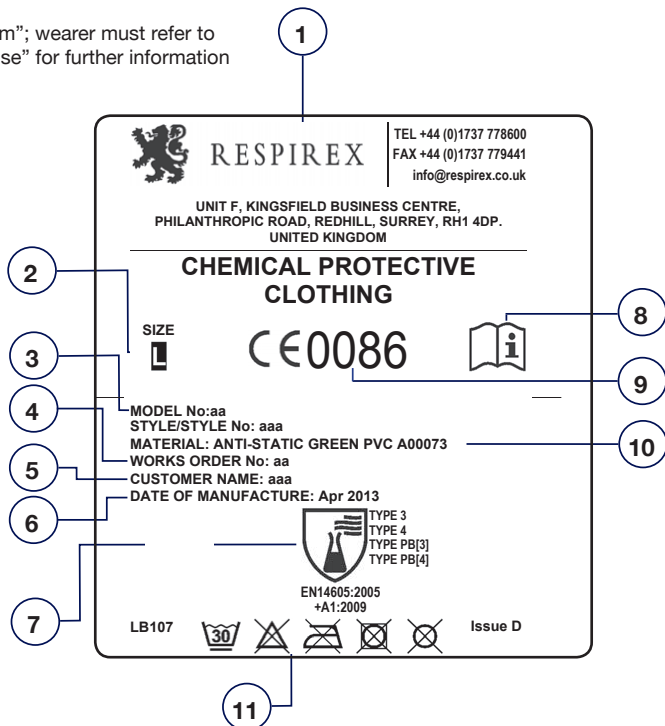 m”; wearer must refer to
se” for further information
1
RESPIREX
TEL +44 (0)1737 778600
FAX +44 (0)1737 779441
info@respirex.co.uk
UNIT F, KINGSFIELD BUSINESS CENTRE,
PHILANTHROPIC ROAD, REDHILL, SURREY, RH1 4DP.
UNITED KINGDOM
CHEMICAL PROTECTIVE
CLOTHING
2
SIZE
L
CE0086
i
8
9
3
MODEL No:aa
STYLE/STYLE No: aaa
4
MATERIAL: ANTI-STATIC GREEN PVC A00073
10
WORKS ORDER No: aa
5
CUSTOMER NAME: aaa
6
DATE OF MANUFACTURE: Apr 2013
TYPE 3
TYPE 4
TYPE PB[3]
TYPE PB[4]
7
EN14605:2005
+A1:2009
LB107
30
Issue D
11